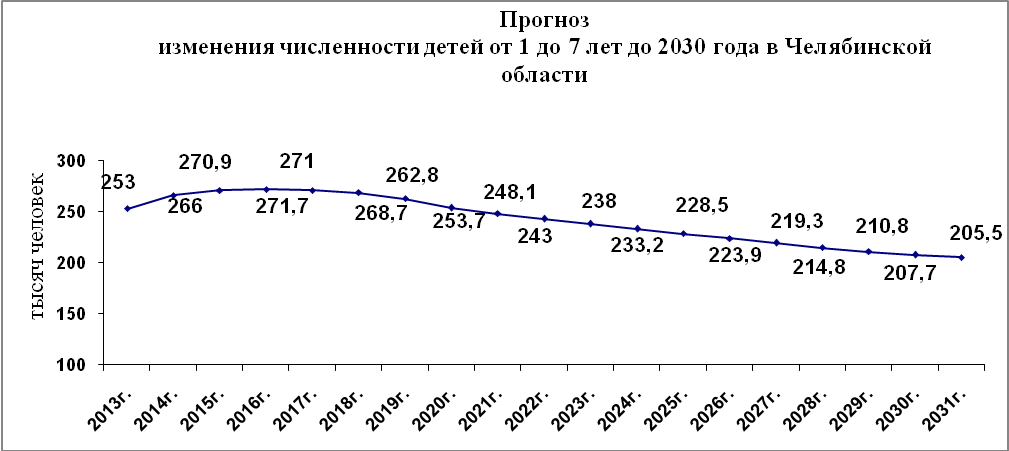 Прогноз
изменения численности детей от 1 до 7 лет до 2030 года в Челябинской
области
тысяч человек
300
250
200
150
100
253
266
270,9
271,7
271
268,7
262,8
253,7
248,1
243
238
233,2
228,5
223,9
219,3
214,8
210,8
207,7
205,5
2013г.
2014г.
2015г.
2016г.
2017г.
2018г.
2019г.
2020г.
2021г.
2022г.
2023г.
2024г.
2025г.
2026г.
2027г.
2028г.
2029г.
2030г.
2031г.